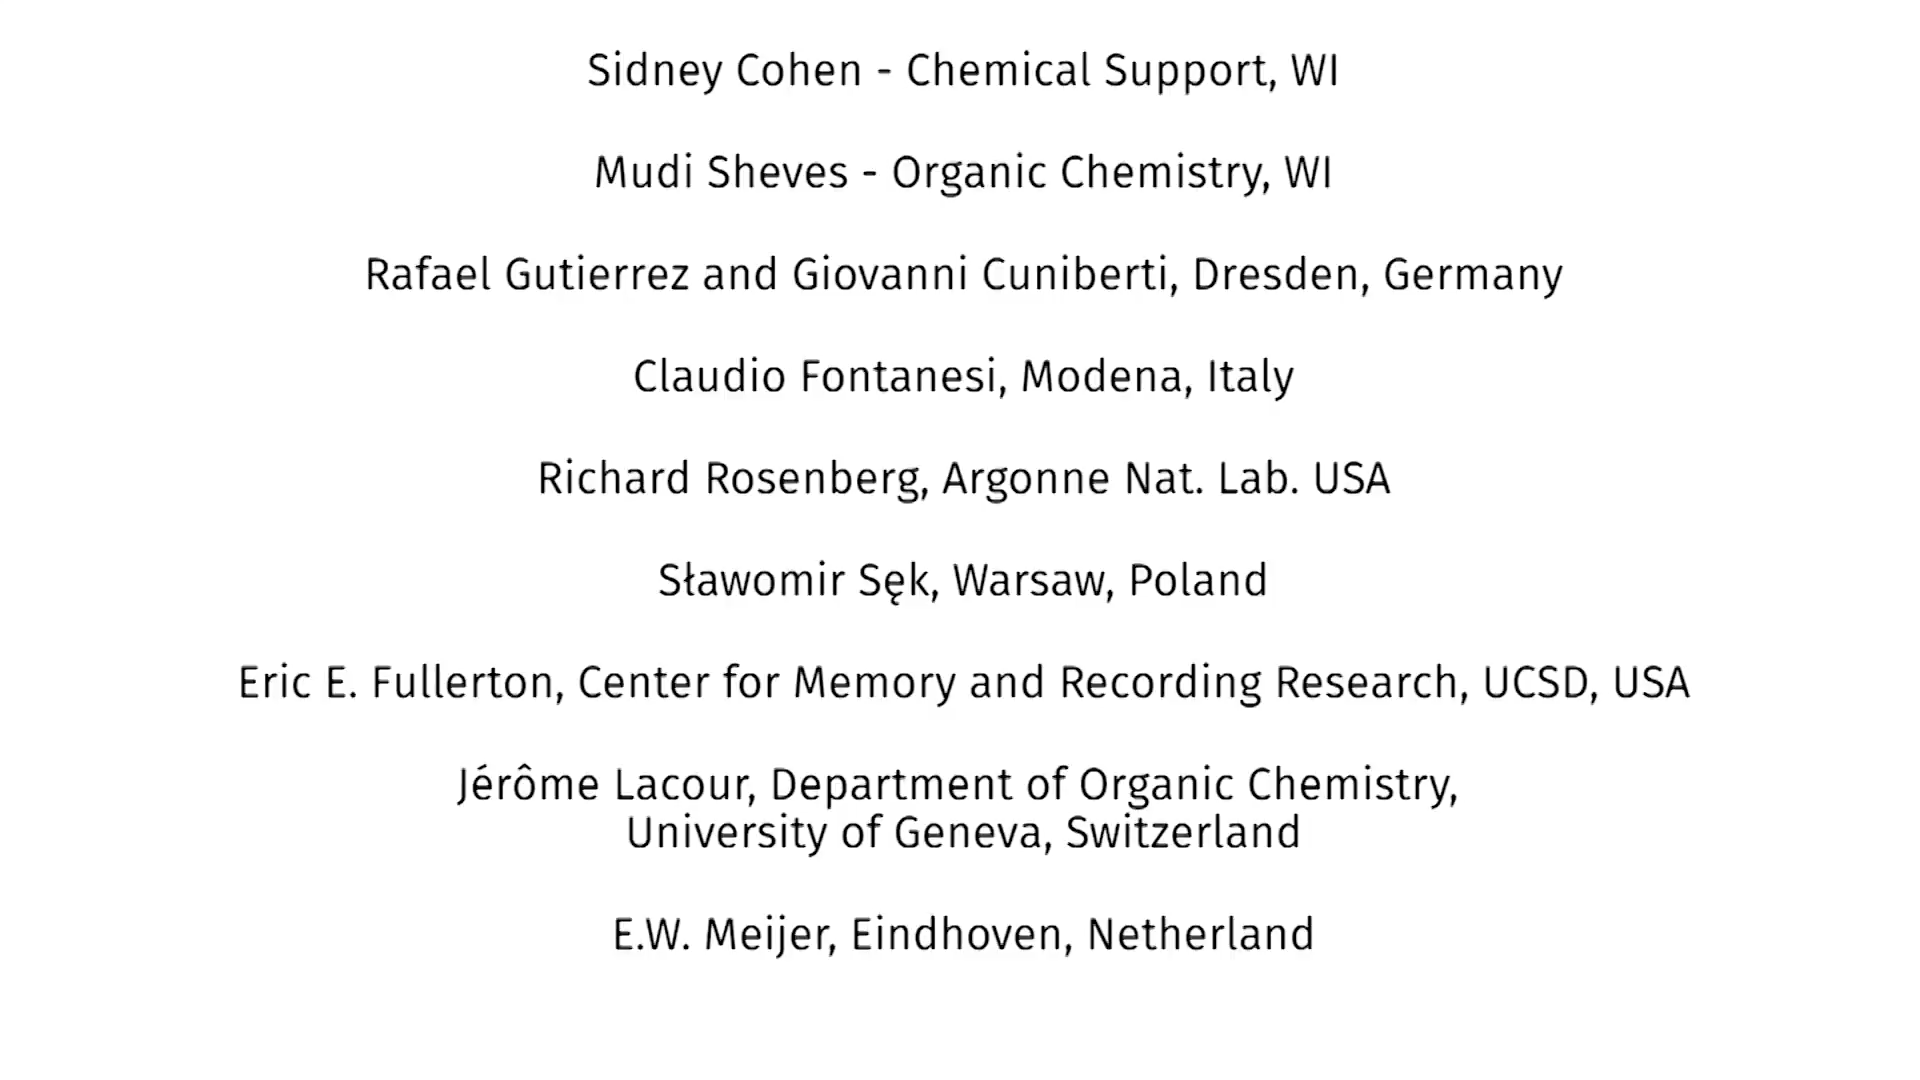 Sidney Cohen - Chemical Support, WI
Mudi Sheves - Organic Chemistry, WI
Rafael Gutierrez and Giovanni Cuniberti, Dresden, Germany
Claudio Fontanesi, Modena, Italy
Richard Rosenberg, Argonne Nat. Lab. USA
Sławomir Sęk, Warsaw, Poland
Eric E. Fullerton, Center for Memory and Recording Research, UCSD, USA
Jérôme Lacour, Department of Organic Chemistry,
University of Geneva, Switzerland
E.W. Meijer, Eindhoven, Netherland